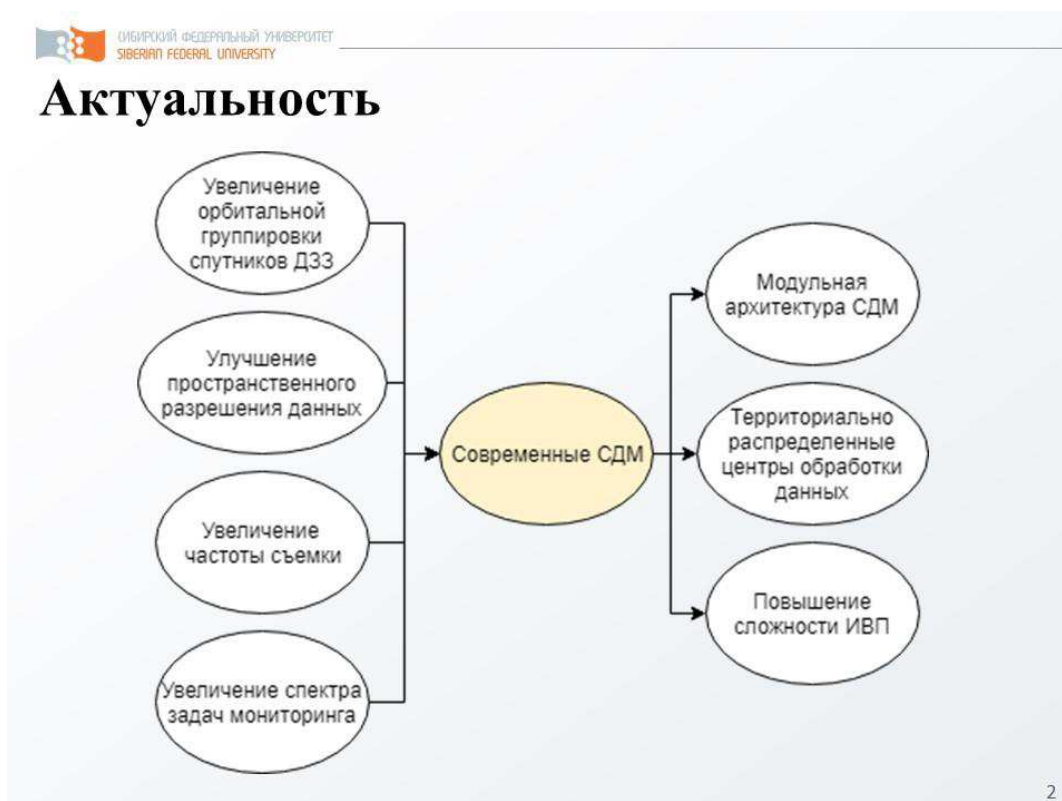 СИБИРСКИЙ ФЕДЕРАЛЬНЫЙ УНИВЕРСИТЕТ
SIBERIAN FEDERAL UNIVERSITY
Актуальность
Увеличение
орбитальной
группировки
спутников ДЗЗ
Улучшение
пространственного
разрешения данных
Увеличение
частоты съемки
Увеличение спектра
задач мониторинга
Современные СДМ
Модульная
архитектура СДМ
Территориально
распределенные
центры обработки
данных
Повышение
сложности ИВП
2